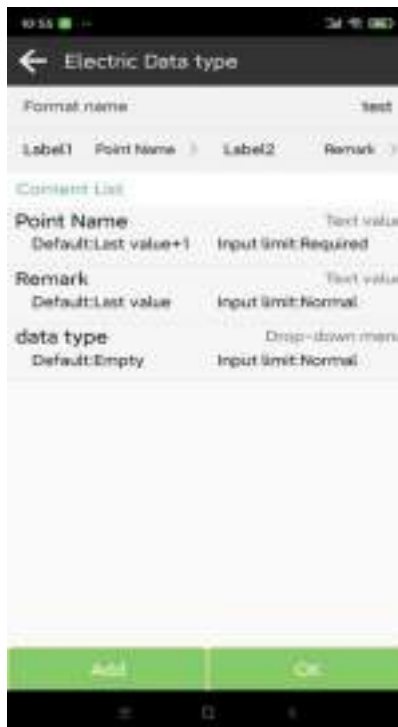 10:55
Electric Data type
Format name test
Label1 Point Name Label2 Remark
Content List
Point Name Text value
Default:Last value+1 Input limit:Required
Remark Text value
Default:Last value Input limit:Normal
data type Drop-down menu
Default:Empty Input limit:Normal
Add OK